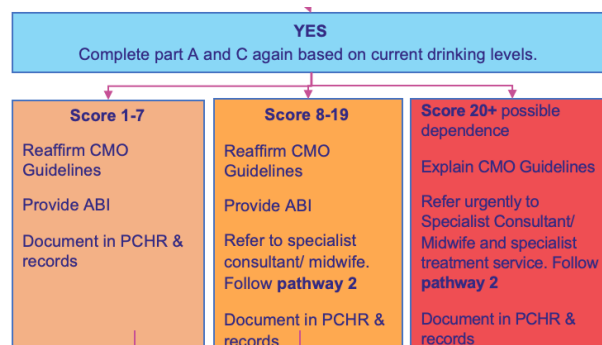 YES
Complete part A and C again based on current drinking levels.
Score 1-7
Reaffirm CMO
Guidelines
Provide ABI
Document in PCHR &
records
Score 8-19
Reaffirm CMO
Guidelines
Provide ABI
Refer to specialist
consultant/ midwife.
Follow pathway 2
Document in PCHR &
records
Score 20+ possible
dependence
Explain CMO Guidelines
Refer urgently to
Specialist Consultant/
Midwife and specialist
treatment service. Follow
pathway 2
Document in PCHR &
records